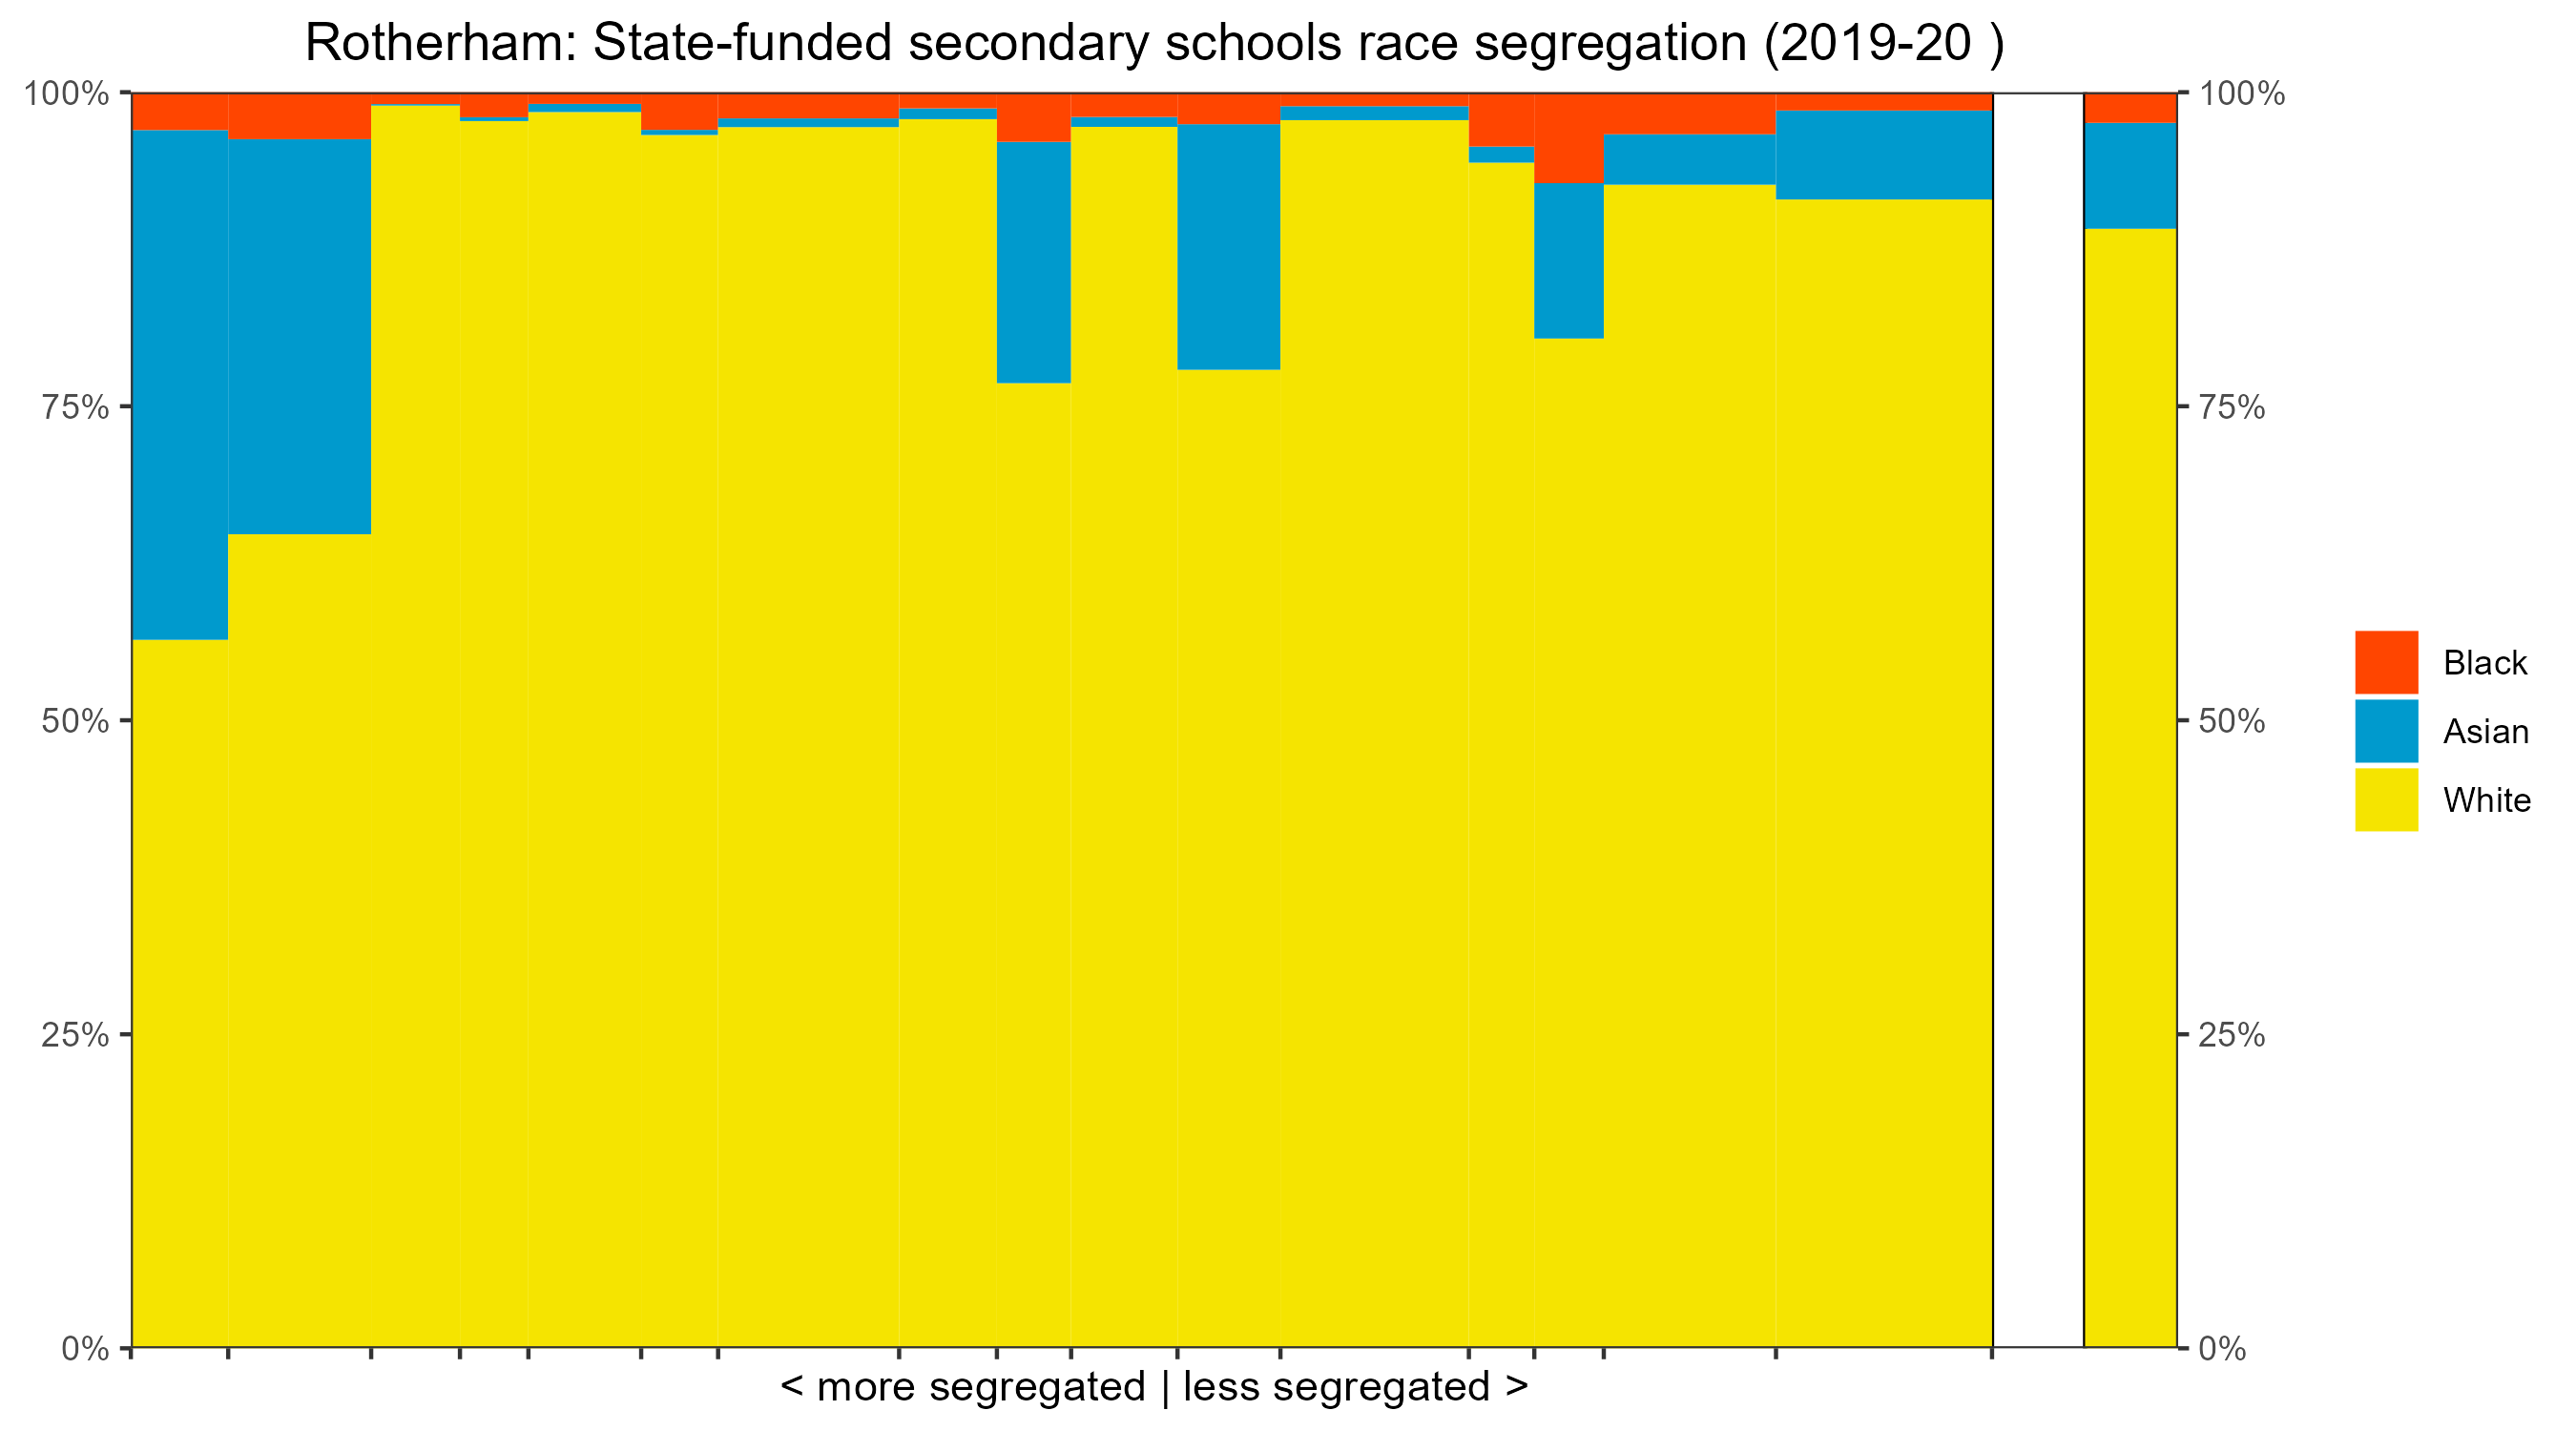 Rotherham: State-funded secondary schools race segregation (2019-20 )
100% 100%
75% 75%
50% 50%
25% 25%
0% 0%
Black
Asian
White
< more segregated | less segregated >